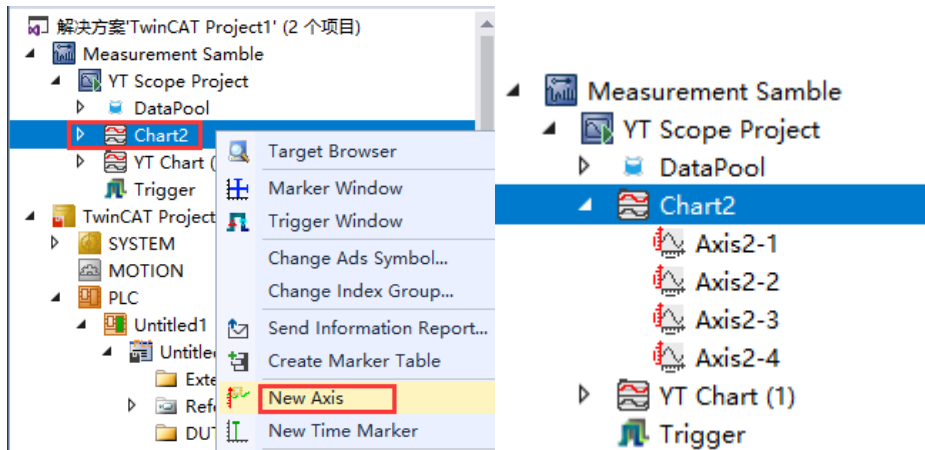 解决方案'TwinCAT Project1' (2 个项目)
Measurement Samble
YT Scope Project
DataPool
Chart2
YT Chart (
Trigger
TwinCAT Project
SYSTEM
MOTION
PLC
Untitled1
Untitle
Exte
Refe
DUT
Target Browser
Marker Window
Trigger Window
Change Ads Symbol...
Change Index Group...
Send Information Report...
Create Marker Table
New Axis
New Time Marker
Measurement Samble
YT Scope Project
DataPool
Chart2
Axis2-1
Axis2-2
Axis2-3
Axis2-4
YT Chart (1)
Trigger